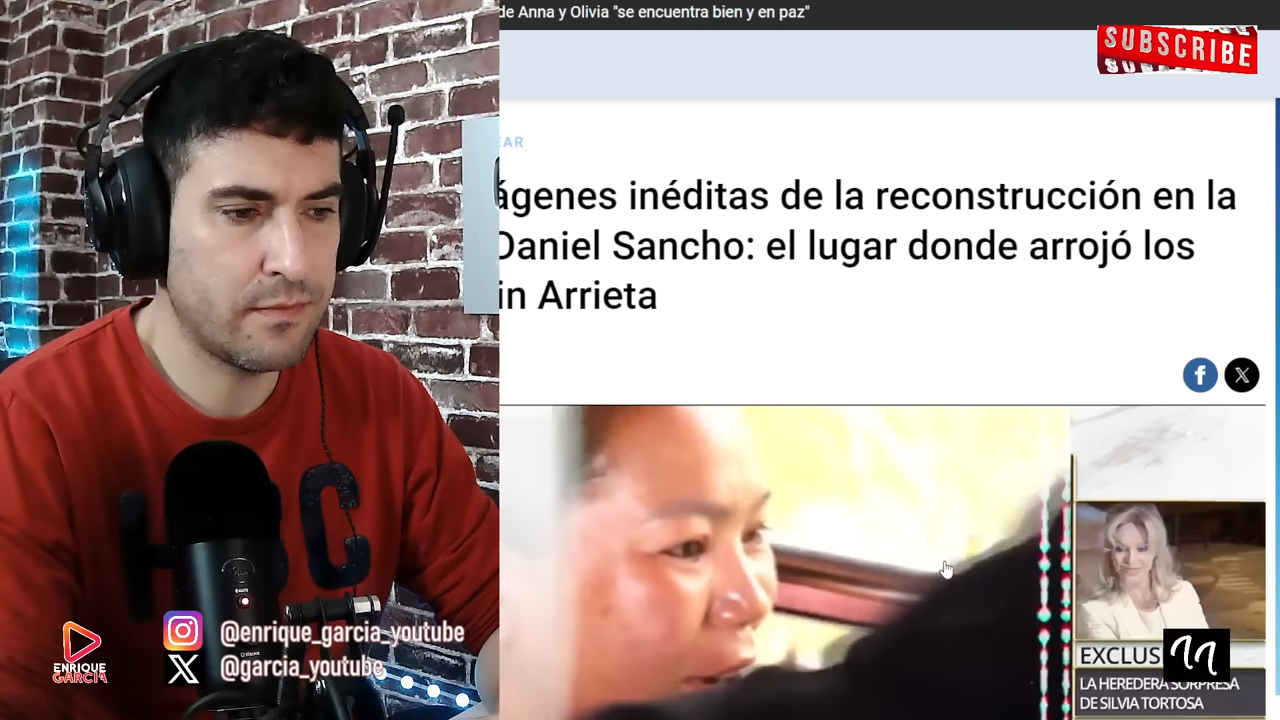 de Anna y Olivia "se encuentra bien y en paz"
SUBSCRIBE
EAR
ágenes inéditas de la reconstrucción en la
Daniel Sancho: el lugar donde arrojó los
in Arrieta
H SC
@enrique_garcia_youtube
@garcia_youtube
ENRIQUE
GARCIA
EXCLUS
LA HEREDERA SORPRESA
DE SILVIA TORTOSA